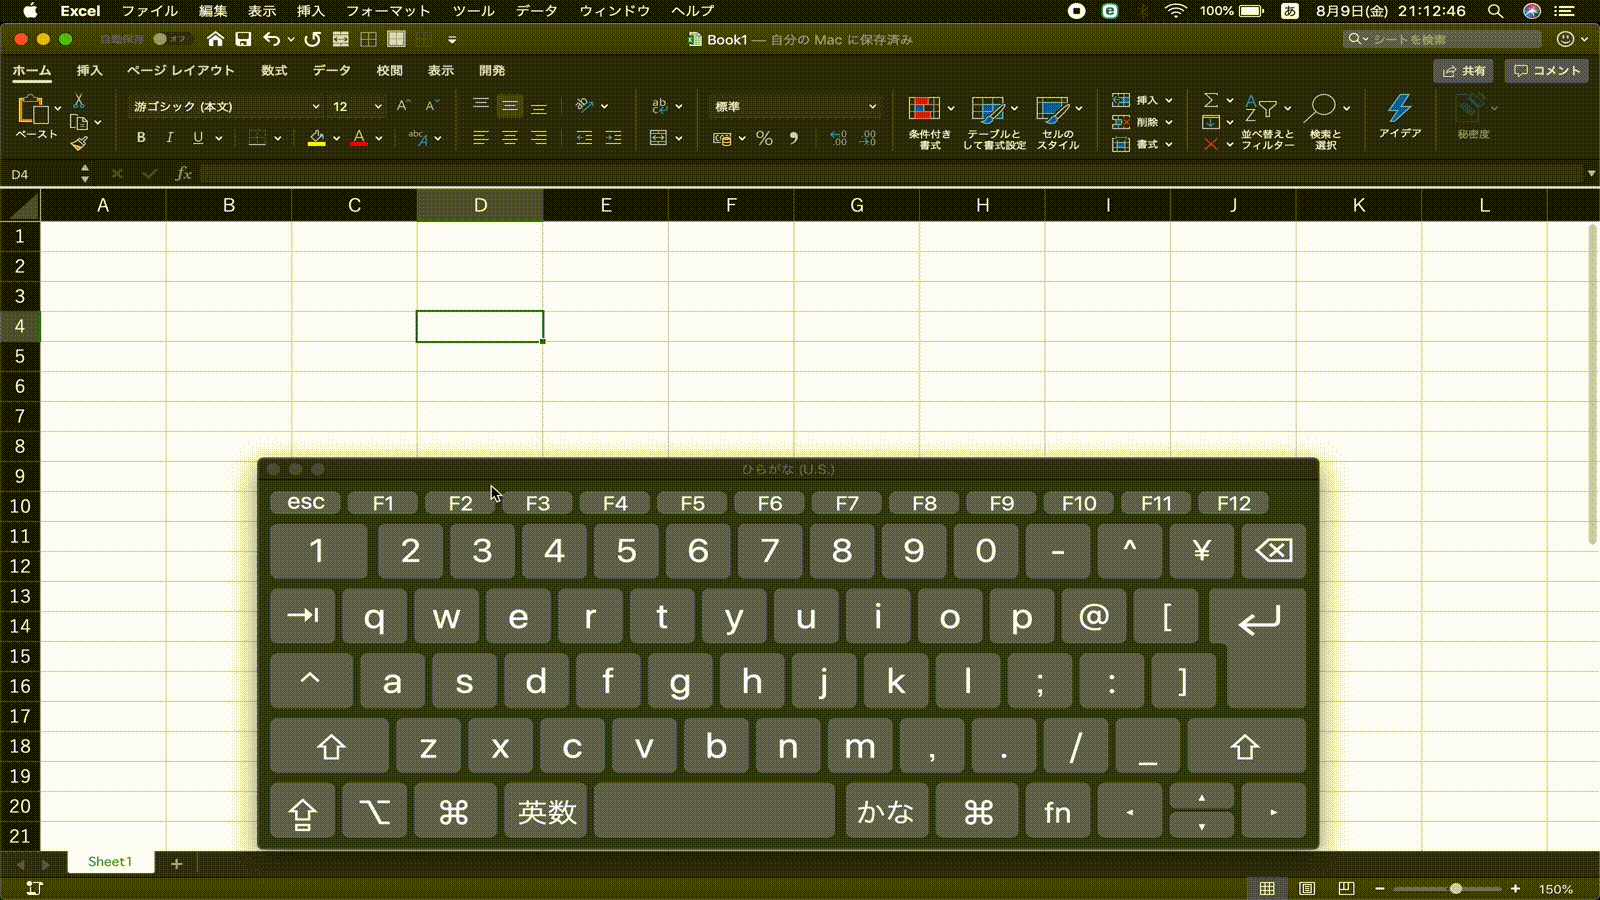 Excel ファイル 編集 表示 挿入 フォーマット ツール データ ウィンドウ ヘルプ 100% あ 8月9日(金) 21:12:46
自動保存 オフ Book1 — 自分の Mac に保存済み シートを検索
ホーム 挿入 ページ レイアウト 数式 データ 校閲 表示 開発 共有 コメント
ペースト 游ゴシック (本文) 12 標準 条件付き書式 テーブルとして書式設定 セルのスタイル 挿入 削除 書式 並べ替えとフィルター 検索と選択 アイデア 秘密度
B I U A abc A ab c % Σ
D4 fx
A B C D E F G H I J K L
1
2
3
4
5
6
7
8
9
10
11
12
13
14
15
16
17
18
19
20
21
ひらがな (U.S.)
esc F1 F2 F3 F4 F5 F6 F7 F8 F9 F10 F11 F12
1 2 3 4 5 6 7 8 9 0 - ^ ¥
q w e r t y u i o p @ [
^ a s d f g h j k l ; : ]
z x c v b n m , . / _
⌥ ⌘ 英数 かな ⌘ fn
Sheet1 +
150%